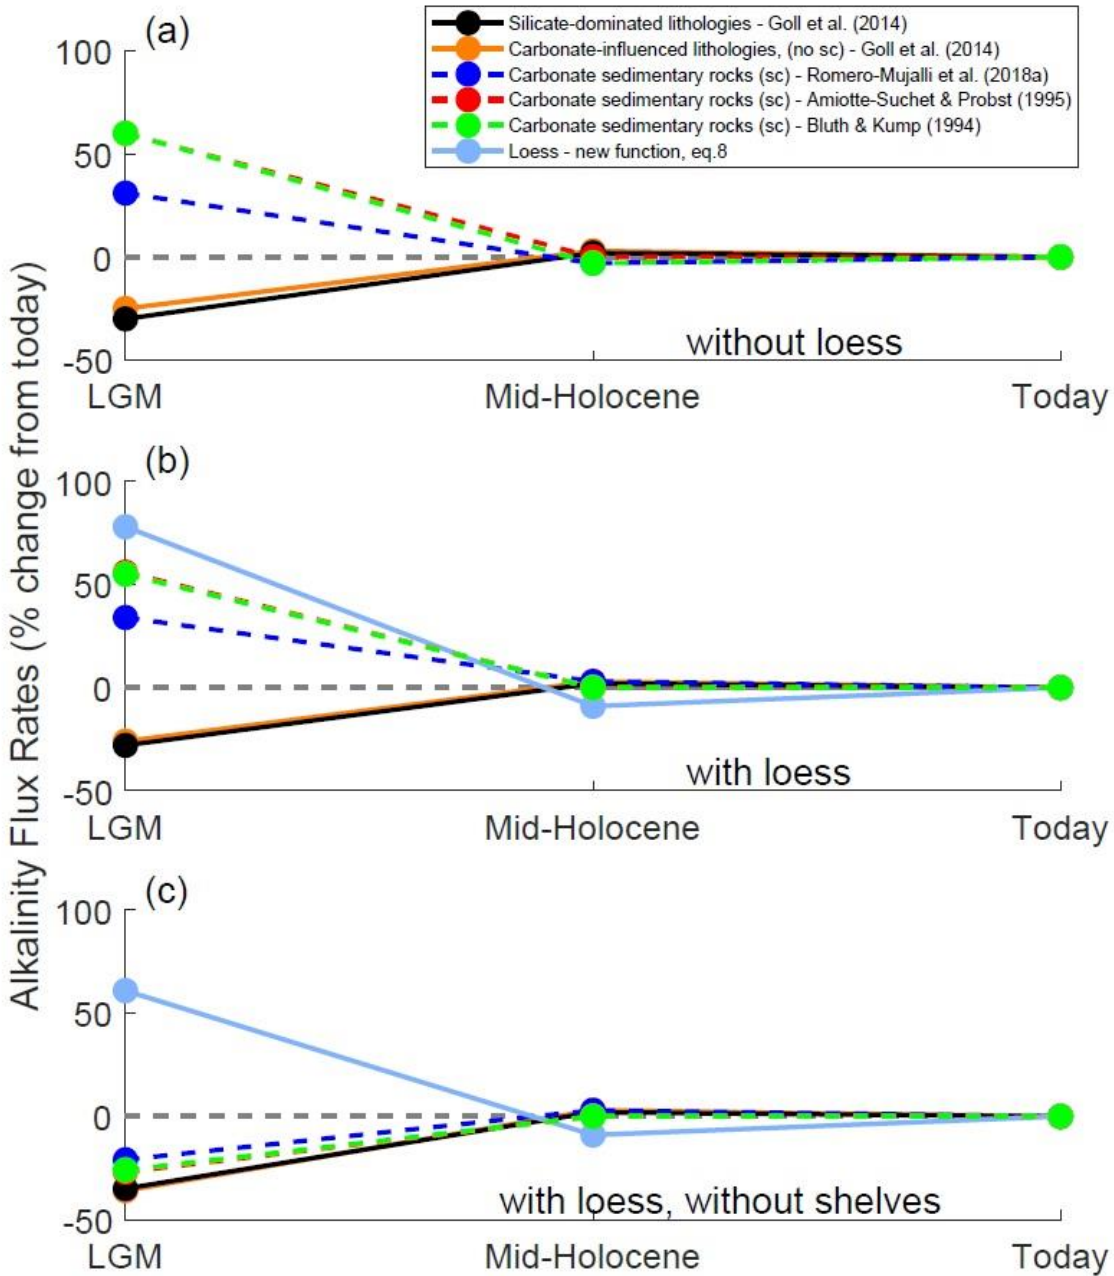 Silicate-dominated lithologies - Goll et al. (2014)
Carbonate-influenced lithologies, (no sc) - Goll et al. (2014)
Carbonate sedimentary rocks (sc) - Romero-Mujalli et al. (2018a)
Carbonate sedimentary rocks (sc) - Amiotte-Suchet & Probst (1995)
Carbonate sedimentary rocks (sc) - Bluth & Kump (1994)
Loess - new function, eq.8
Alkalinity Flux Rates (% change from today)
(a)
100
50
0
-50
without loess
LGM Mid-Holocene Today
(b)
100
50
0
-50
with loess
LGM Mid-Holocene Today
(c)
100
50
0
-50
with loess, without shelves
LGM Mid-Holocene Today